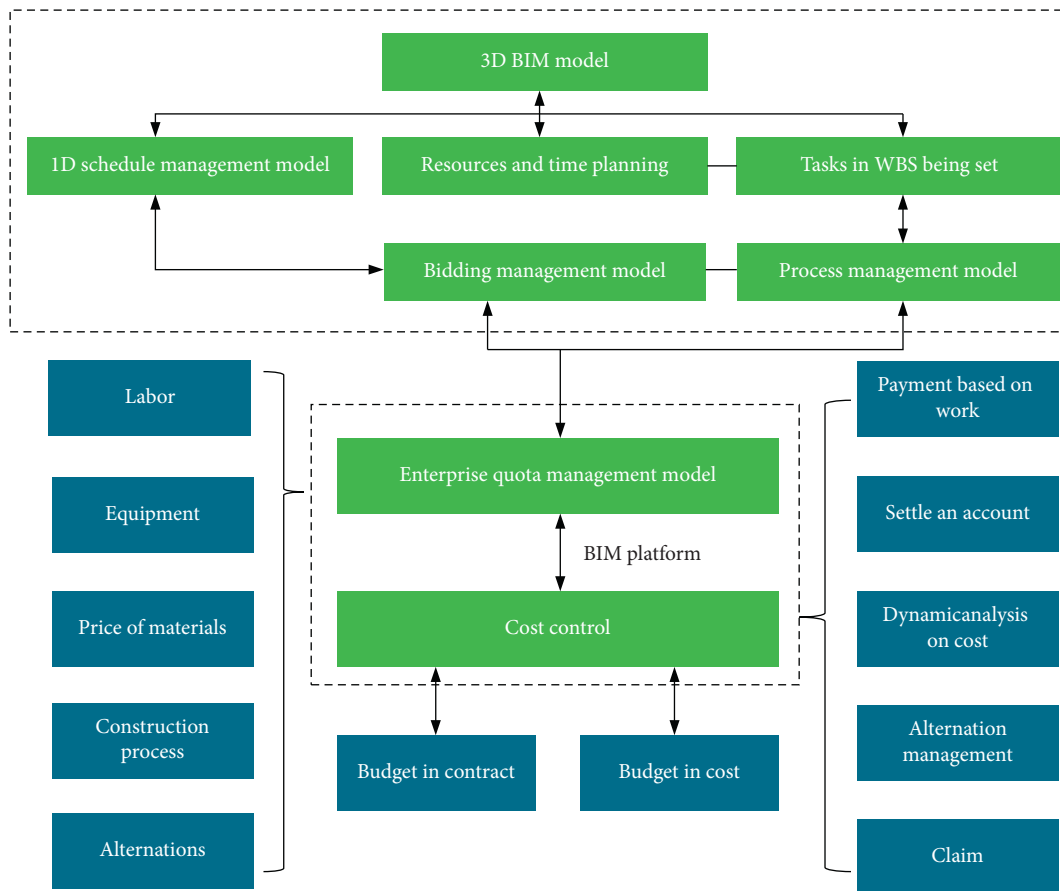 3D BIM model
1D schedule management model
Resources and time planning
Tasks in WBS being set
Bidding management model
Process management model
Labor
Equipment
Price of materials
Construction
process
Alternations
Enterprise quota management model
BIM platform
Cost control
Budget in contract
Budget in cost
Payment based on
work
Settle an account
Dynamicanalysis
on cost
Alternation
management
Claim